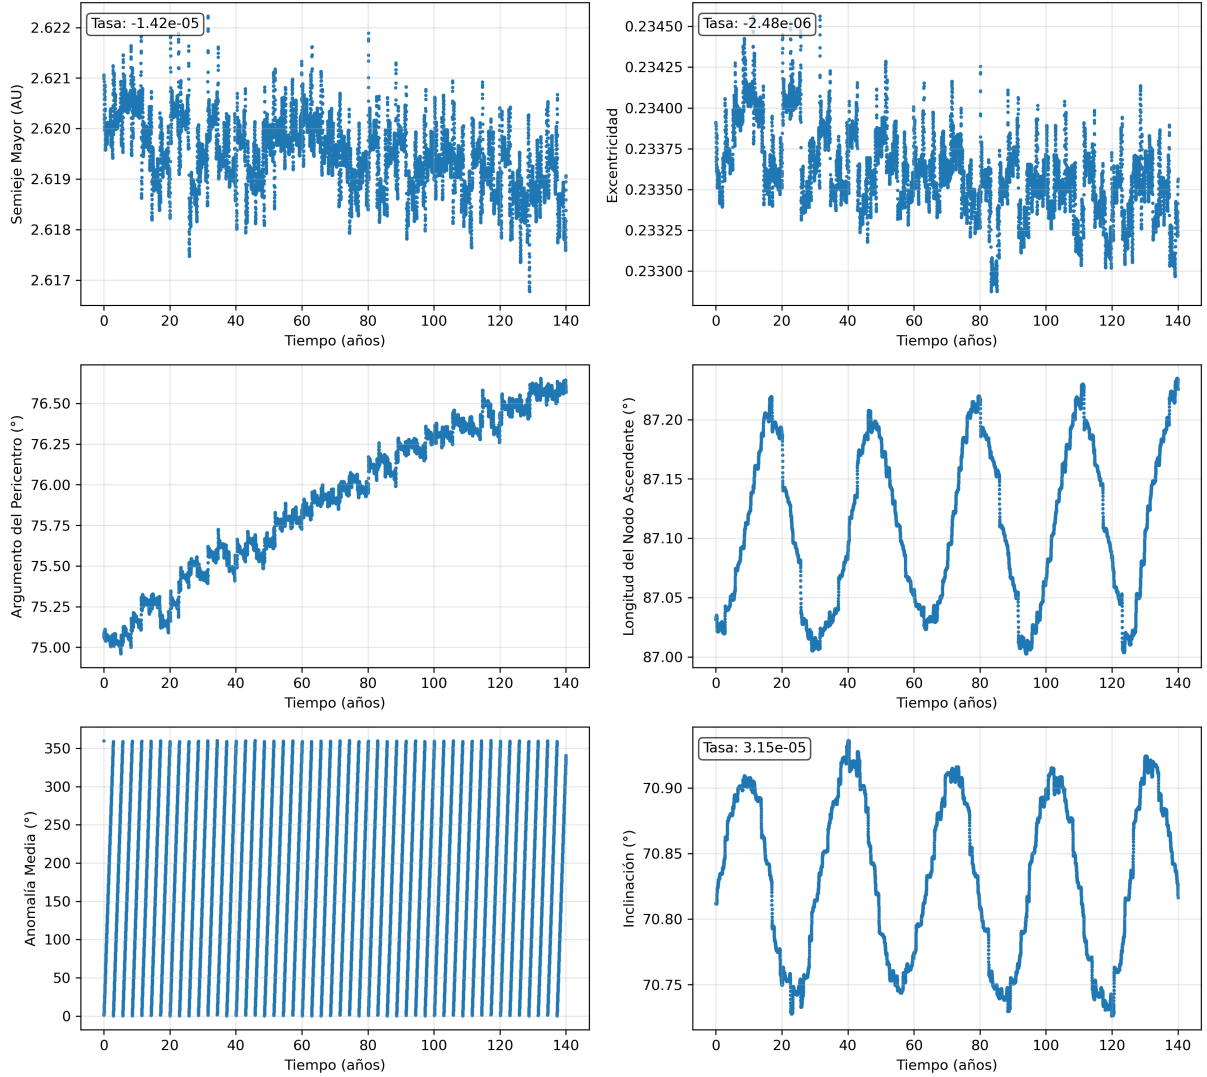 Tasa: -1.42e-05
2.622
2.621
2.620
2.619
2.618
2.617
Semieje Mayor (AU)
0 20 40 60 80 100 120 140
Tiempo (años)
Tasa: -2.48e-06
0.23450
0.23425
0.23400
0.23375
0.23350
0.23325
0.23300
Excentricidad
0 20 40 60 80 100 120 140
Tiempo (años)
76.50
76.25
76.00
75.75
75.50
75.25
75.00
Argumento del Pericentro (°)
0 20 40 60 80 100 120 140
Tiempo (años)
87.20
87.15
87.10
87.05
87.00
Longitud del Nodo Ascendente (°)
0 20 40 60 80 100 120 140
Tiempo (años)
350
300
250
200
150
100
50
0
Anomalía Media (°)
0 20 40 60 80 100 120 140
Tiempo (años)
Tasa: 3.15e-05
70.90
70.85
70.80
70.75
Inclinación (°)
0 20 40 60 80 100 120 140
Tiempo (años)